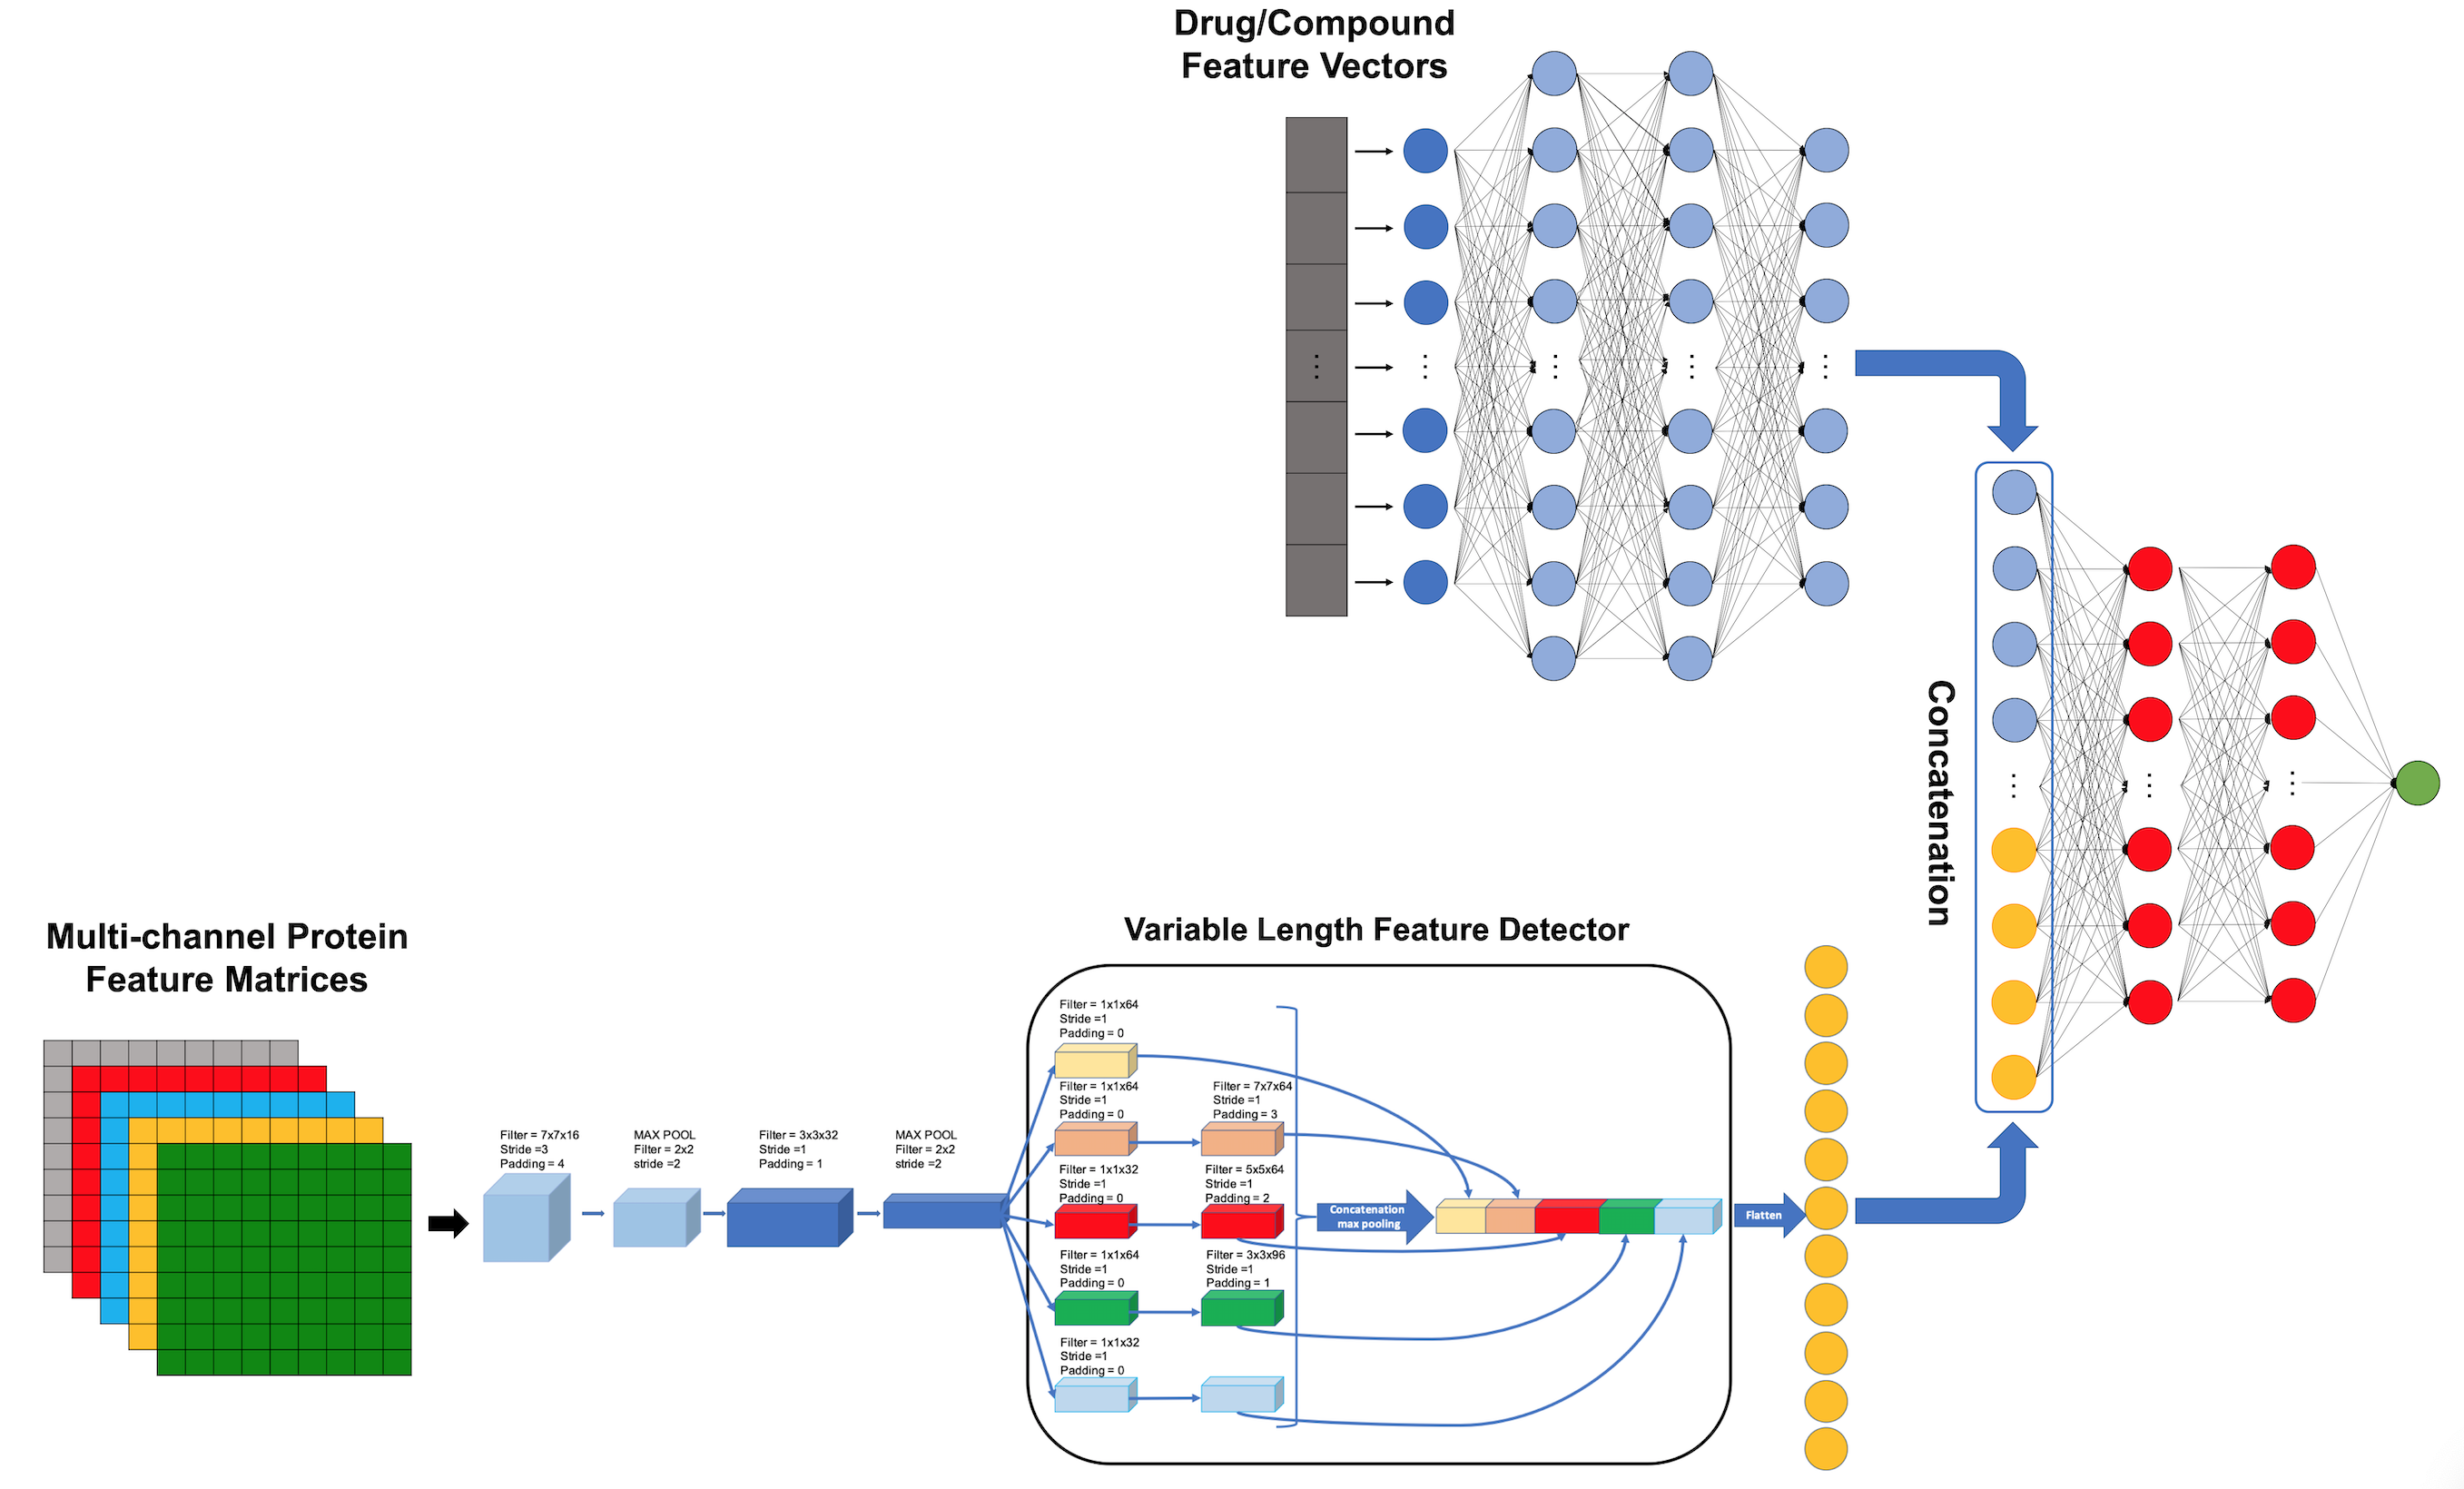 Drug/Compound
Feature Vectors
Concatenation
Multi-channel Protein
Feature Matrices
Variable Length Feature Detector
Filter = 7x7x16
Stride =3
Padding = 4
MAX POOL
Filter = 2x2
stride =2
Filter = 3x3x32
Stride =1
Padding = 1
MAX POOL
Filter = 2x2
stride =2
Filter = 1x1x64
Stride =1
Padding = 0
Filter = 1x1x64
Stride =1
Padding = 0
Filter = 7x7x64
Stride =1
Padding = 3
Filter = 1x1x32
Stride =1
Padding = 0
Filter = 5x5x64
Stride =1
Padding = 2
Filter = 1x1x64
Stride =1
Padding = 0
Filter = 3x3x96
Stride =1
Padding = 1
Filter = 1x1x32
Stride =1
Padding = 0
Concatenation
max pooling
Flatten